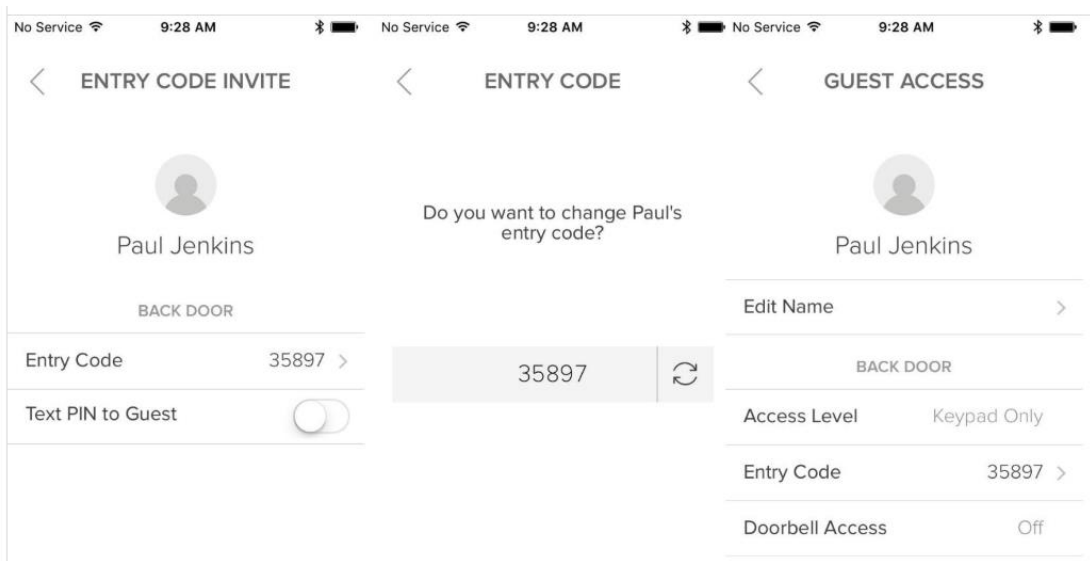 No Service 9:28 AM
ENTRY CODE INVITE
Paul Jenkins
BACK DOOR
Entry Code 35897
Text PIN to Guest
No Service 9:28 AM
ENTRY CODE
Do you want to change Paul's
entry code?
35897
No Service 9:28 AM
GUEST ACCESS
Paul Jenkins
Edit Name
BACK DOOR
Access Level Keypad Only
Entry Code 35897
Doorbell Access Off